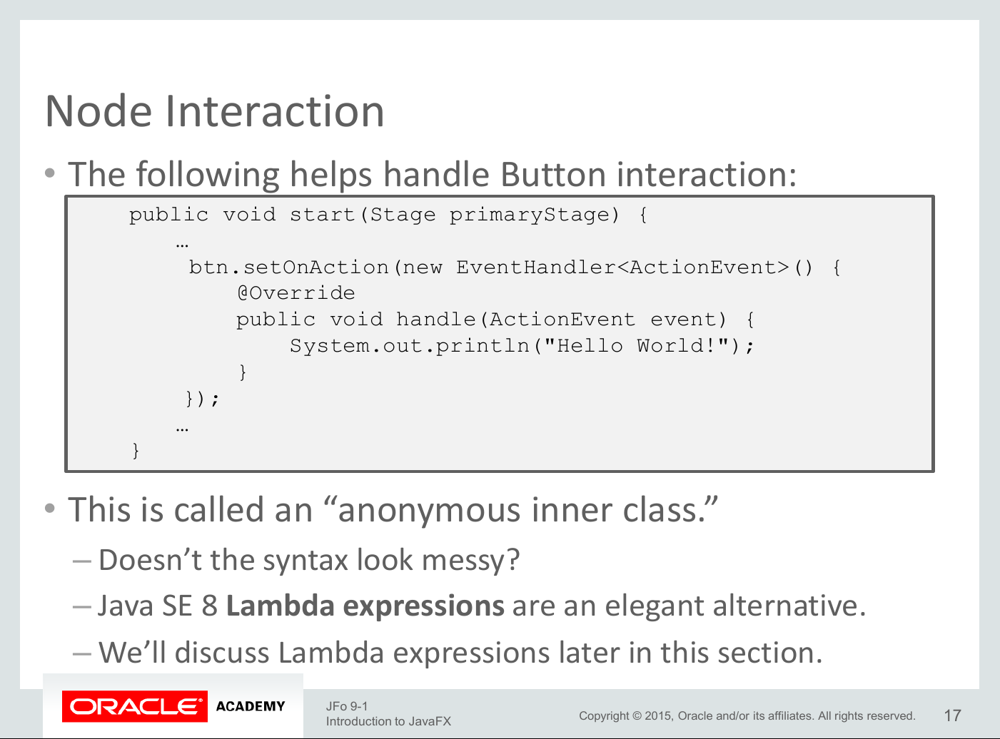 Node Interaction
• The following helps handle Button interaction:
public void start(Stage primaryStage) {
…
btn.setOnAction(new EventHandler<ActionEvent>() {
@Override
public void handle(ActionEvent event) {
System.out.println("Hello World!");
}
});
…
}
• This is called an “anonymous inner class.”
– Doesn’t the syntax look messy?
– Java SE 8 Lambda expressions are an elegant alternative.
– We’ll discuss Lambda expressions later in this section.
ORACLE® ACADEMY
JFo 9-1
Introduction to JavaFX
Copyright © 2015, Oracle and/or its affiliates. All rights reserved.
17